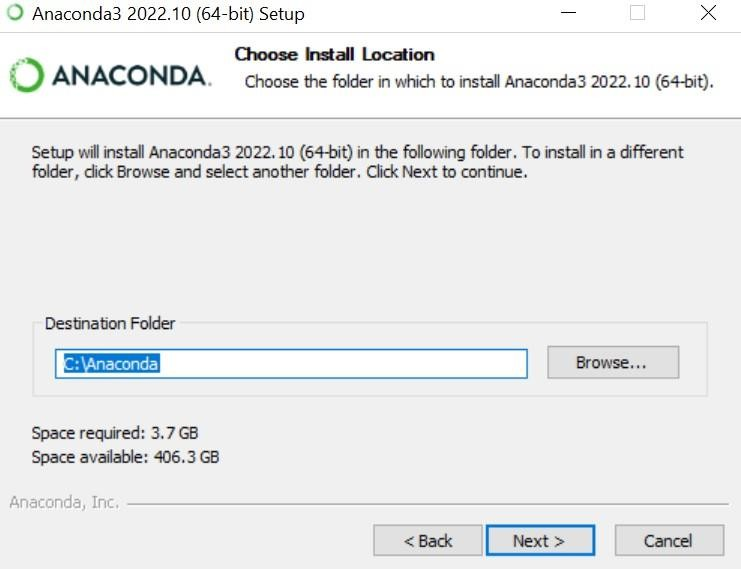 Anaconda3 2022.10 (64-bit) Setup
Choose Install Location
ANACONDA.
Choose the folder in which to install Anaconda3 2022.10 (64-bit).
Setup will install Anaconda3 2022.10 (64-bit) in the following folder. To install in a different
folder, click Browse and select another folder. Click Next to continue.
Destination Folder
C:\Anaconda
Browse...
Space required: 3.7 GB
Space available: 406.3 GB
Anaconda, Inc.
< Back
Next >
Cancel